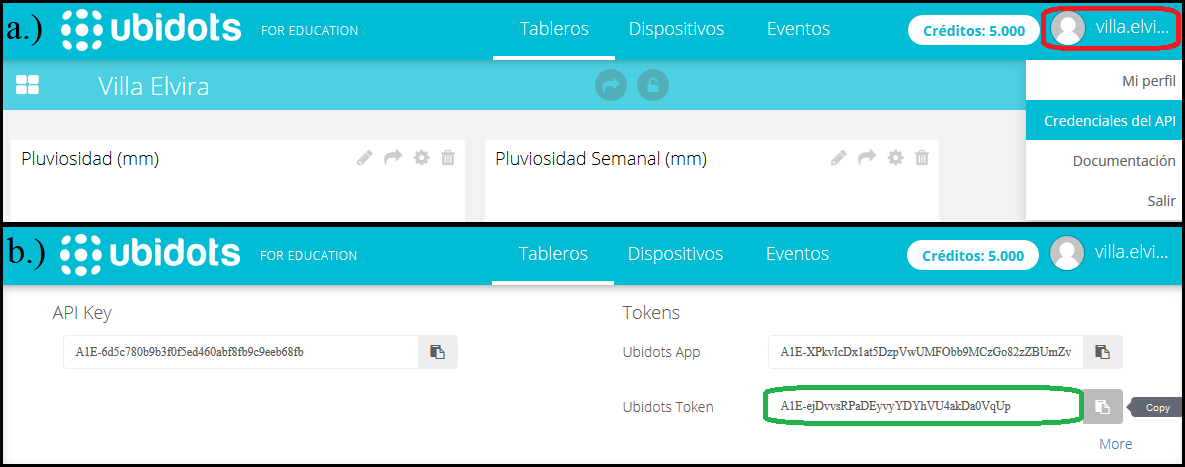 a.) ubidots FOR EDUCATION Tableros Dispositivos Eventos Créditos: 5.000 villa.elvi...
Villa Elvira
Mi perfil
Credenciales del API
Documentación
Salir
Pluviosidad (mm)
Pluviosidad Semanal (mm)
b.) ubidots FOR EDUCATION Tableros Dispositivos Eventos Créditos: 5.000 villa.elvi...
API Key
A1E-6d5c780b9b3f0f5ed460abf8fb9c9eeb68fb
Tokens
Ubidots App A1E-XPkvIcDx1at5DzpVwUMFObb9MCzGo82zZBUmZv
Ubidots Token A1E-ejDvvsRPaDEyvyYDYhVU4akDa0VqUp Copy
More